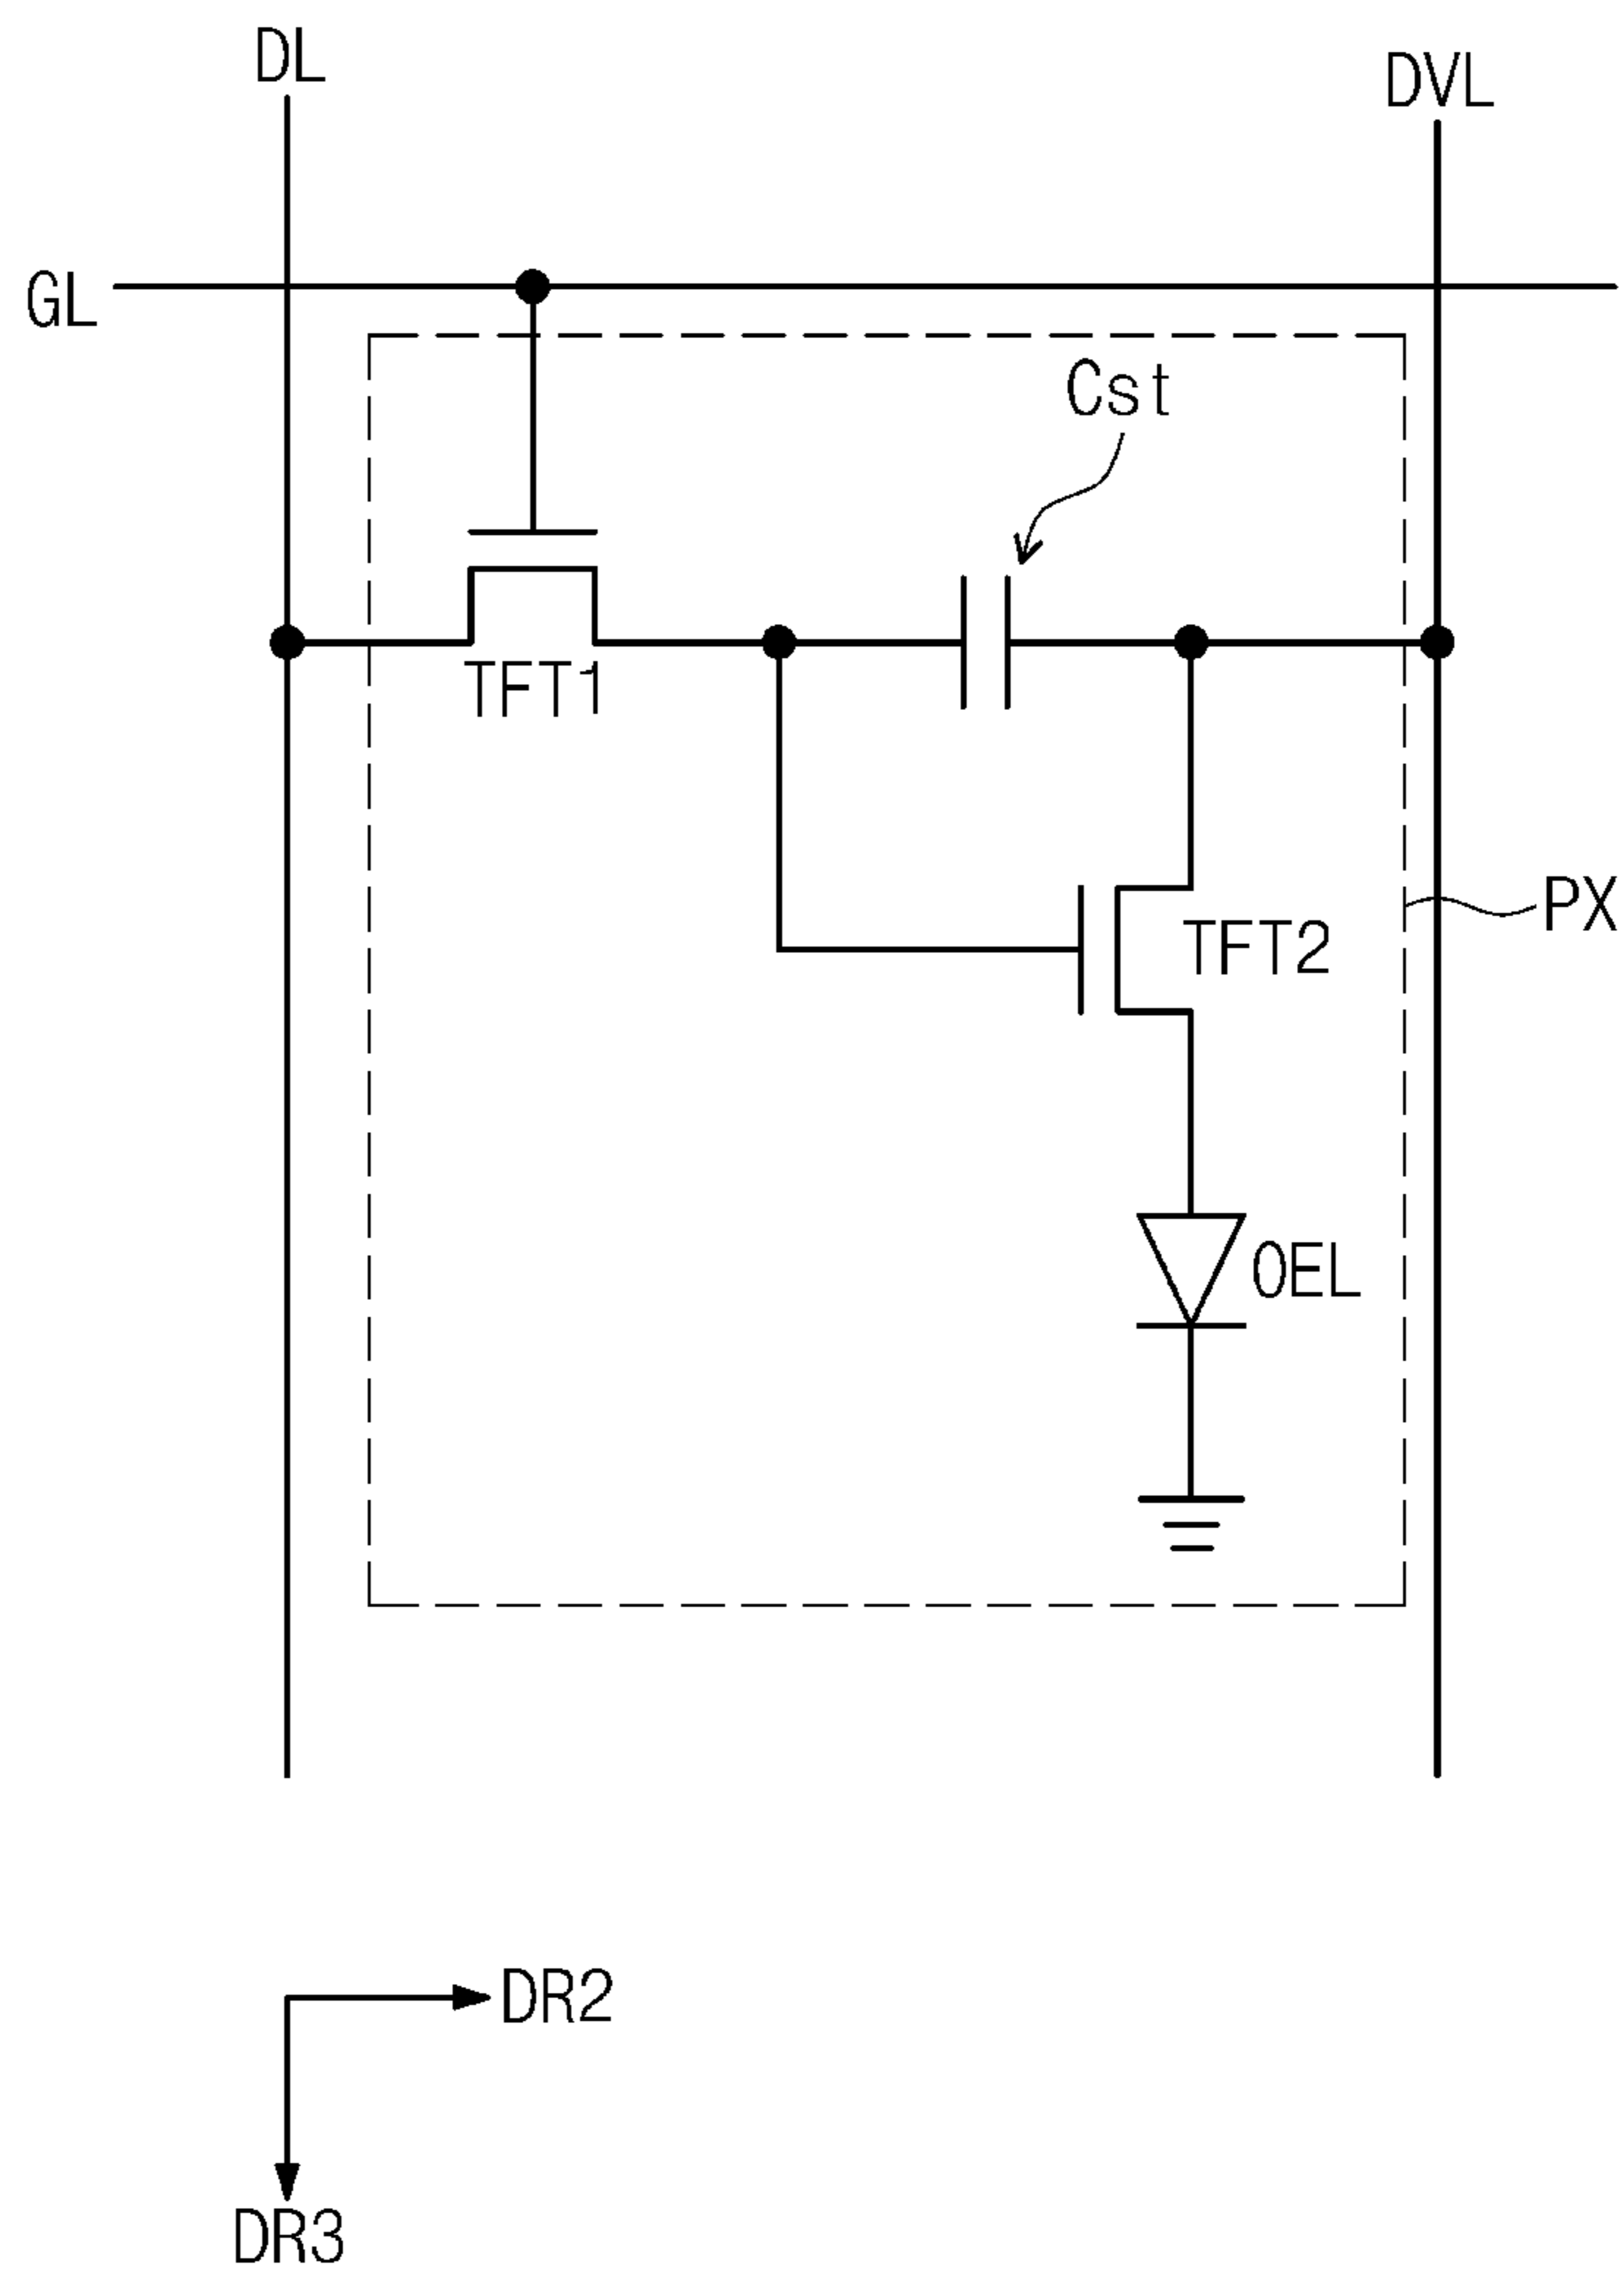 DL
DVL
GL
Cst
TFT1
PX
TFT2
OEL
DR2
DR3